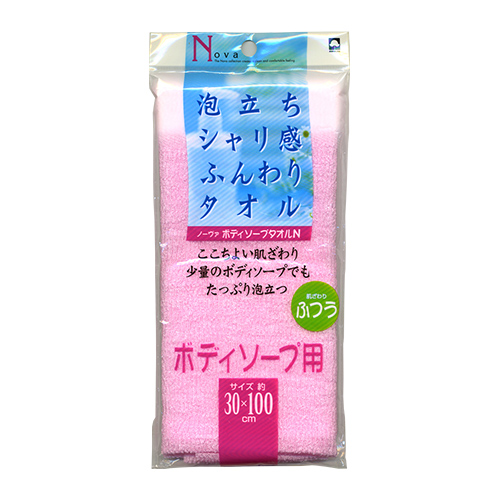 Nova
泡立ち
シャリ感
ふんわり
タオル
ノーヴァ ボディソープタオルN
ここちよい肌ざわり
少量のボディソープでも
たっぷり泡立つ
肌ざわり
ふつう
ボディソープ用
サイズ 約
30×100
cm